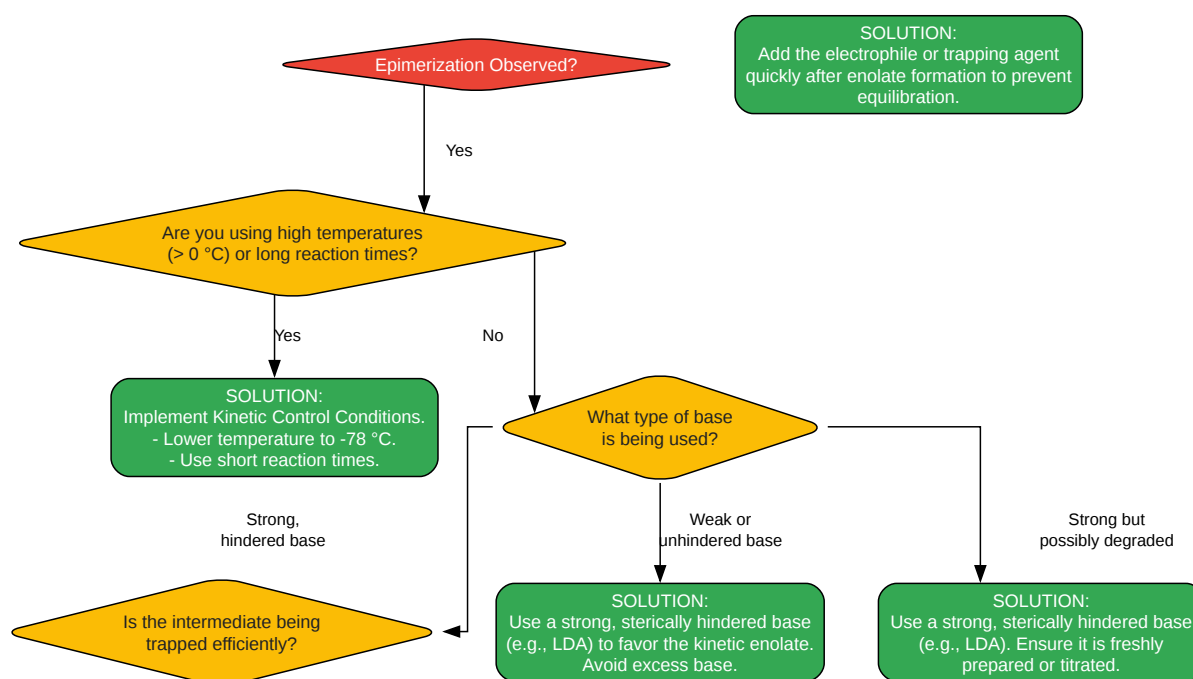 Epimerization Observed?
SOLUTION:
Add the electrophile or trapping agent
quickly after enolate formation to prevent
equilibration.
Yes
Are you using high temperatures
(> 0 °C) or long reaction times?
Yes
No
SOLUTION:
Implement Kinetic Control Conditions.
- Lower temperature to -78 °C.
- Use short reaction times.
What type of base
is being used?
Strong,
hindered base
Weak or
unhindered base
Strong but
possibly degraded
Is the intermediate being
trapped efficiently?
SOLUTION:
Use a strong, sterically hindered base
(e.g., LDA) to favor the kinetic enolate.
Avoid excess base.
SOLUTION:
Use a strong, sterically hindered base
(e.g., LDA). Ensure it is freshly
prepared or titrated.